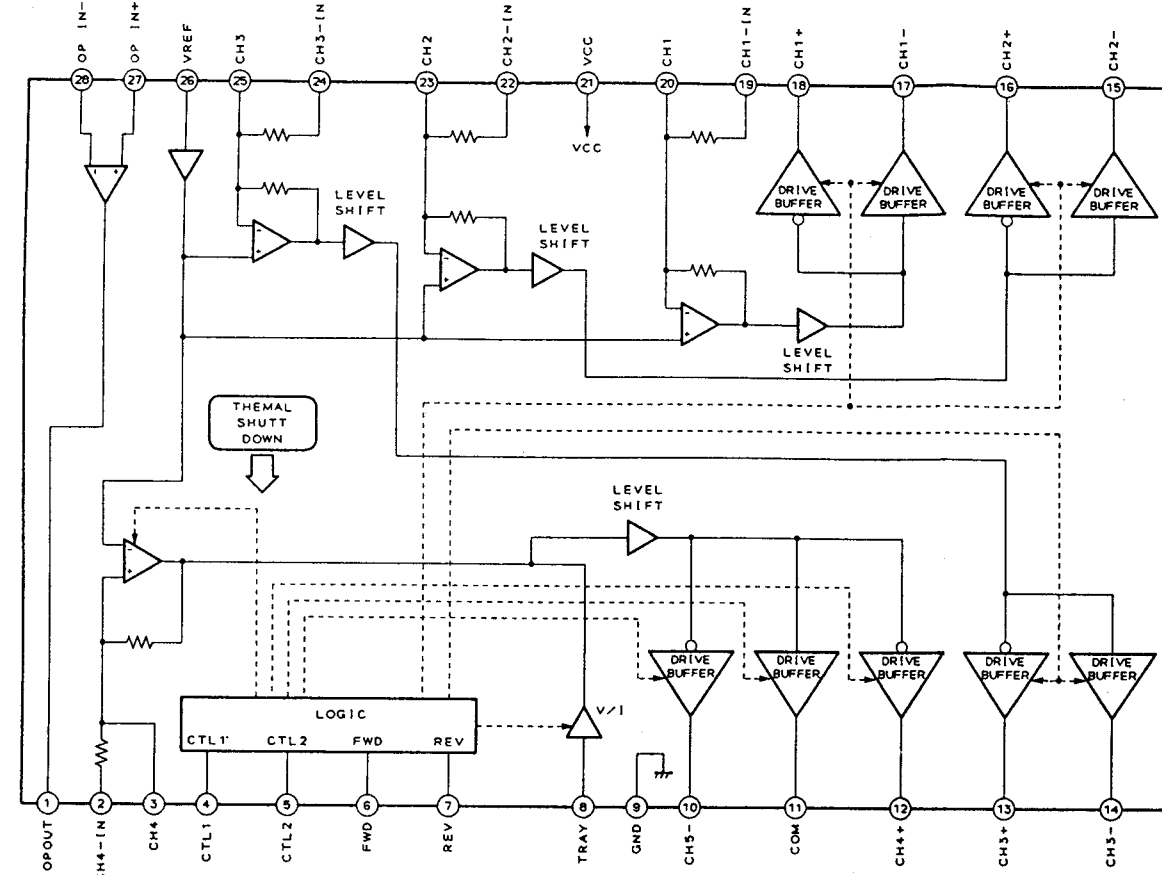 OP IN-
OP IN+
VREF
CH3
CH3-IN
CH2
CH2-IN
VCC
CH1
CH1-IN
CH1+
CH1-
CH2+
CH2-
28
27
26
25
24
23
22
21
20
19
18
17
16
15
VCC
- +
DRIVE
BUFFER
DRIVE
BUFFER
DRIVE
BUFFER
DRIVE
BUFFER
LEVEL
SHIFT
-
+
LEVEL
SHIFT
-
+
-
+
LEVEL
SHIFT
THEMAL
SHUTT
DOWN
LEVEL
SHIFT
-
+
DRIVE
BUFFER
DRIVE
BUFFER
DRIVE
BUFFER
DRIVE
BUFFER
DRIVE
BUFFER
LOGIC
V/I
CTL1
CTL2
FWD
REV
1
2
3
4
5
6
7
8
9
10
11
12
13
14
OPOUT
CH4-IN
CH4
CTL1
CTL2
FWD
REV
TRAY
GND
CH5-
COM
CH4+
CH3+
CH3-